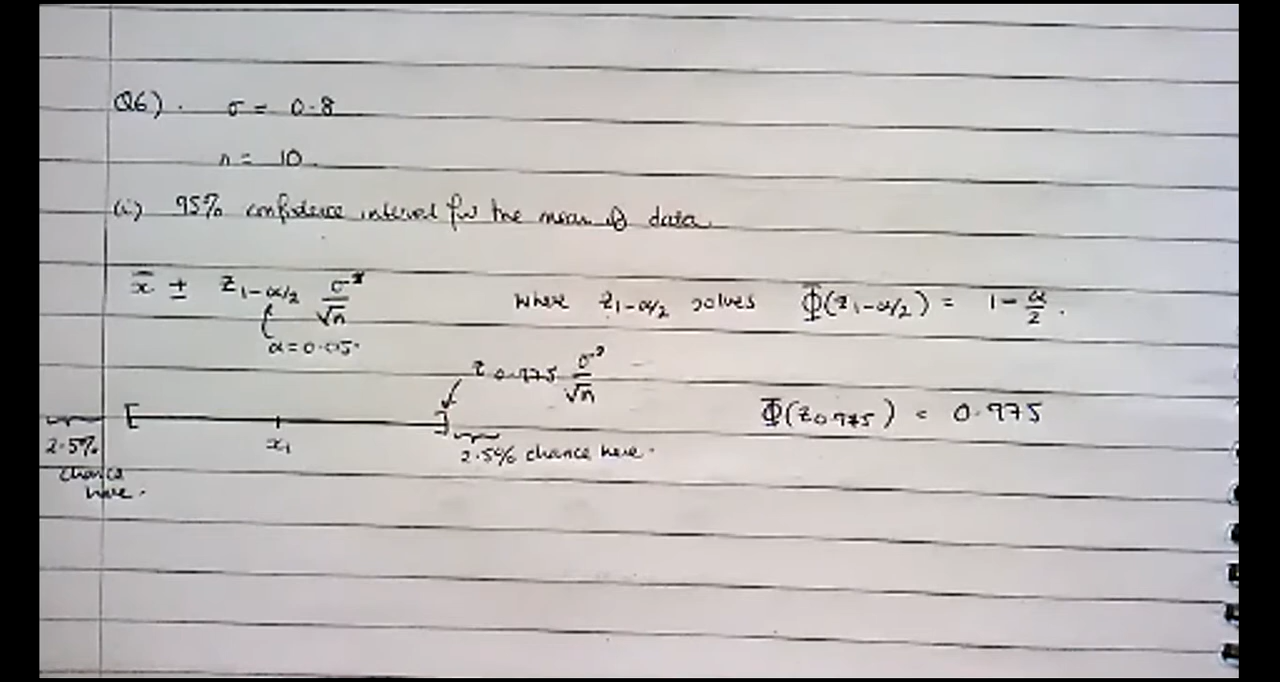 Q6). σ = 0.8
n = 10.
(i) 95% confidence interval for the mean of data.
x̄ ± z₁₋α/₂ σ²/√n where z₁₋α/₂ solves Φ(z₁₋α/₂) = 1 - α/2.
α = 0.05.
z₀.₉₇₅ σ²/√n
Φ(z₀.₉₇₅) = 0.975
[ x₁ ]
2.5% chance here.
2.5% chance here.